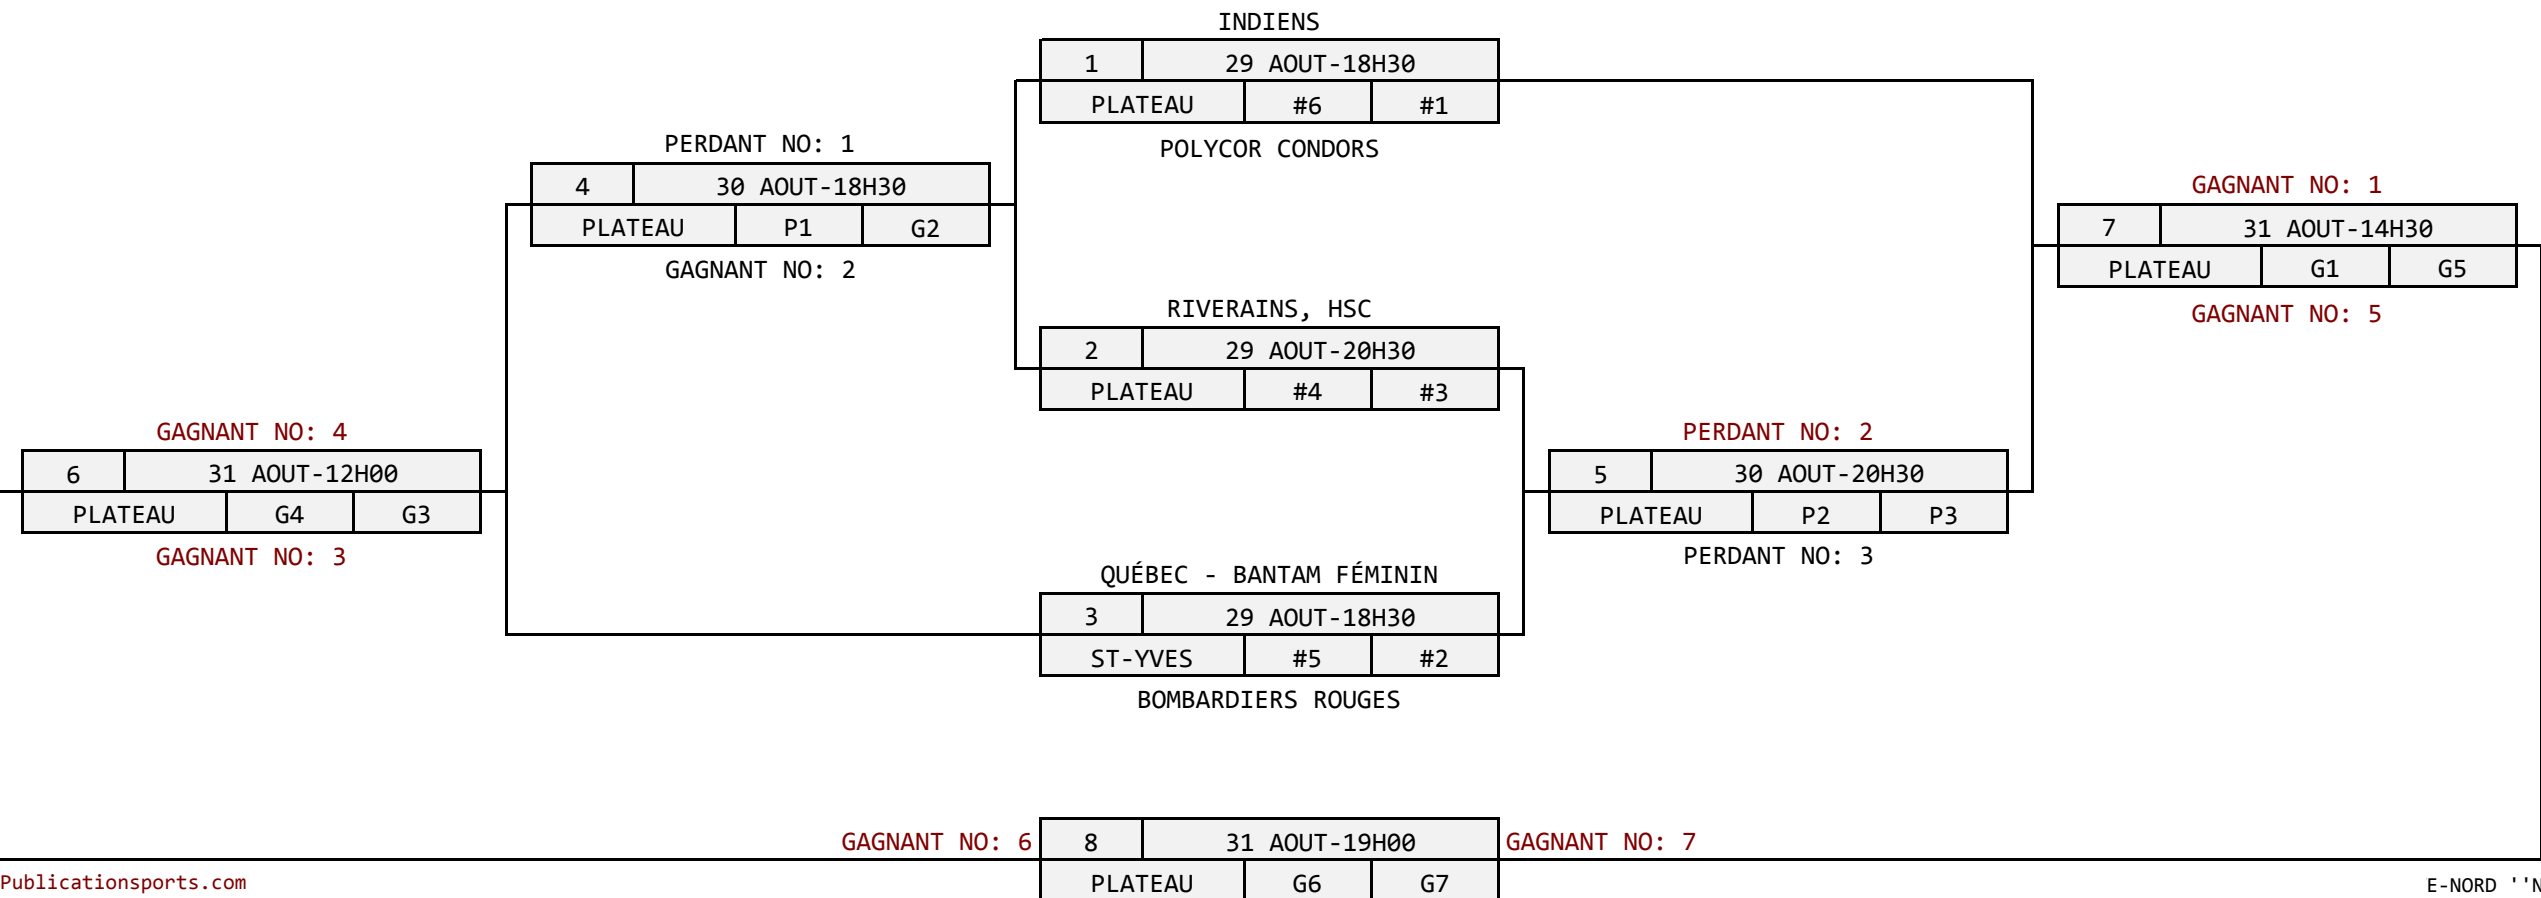 INDIENS
1 29 AOUT-18H30
PLATEAU #6 #1
POLYCOR CONDORS
PERDANT NO: 1
4 30 AOUT-18H30
PLATEAU P1 G2
GAGNANT NO: 2
GAGNANT NO: 1
7 31 AOUT-14H30
PLATEAU G1 G5
GAGNANT NO: 5
RIVERAINS, HSC
2 29 AOUT-20H30
PLATEAU #4 #3
GAGNANT NO: 4
6 31 AOUT-12H00
PLATEAU G4 G3
GAGNANT NO: 3
PERDANT NO: 2
5 30 AOUT-20H30
PLATEAU P2 P3
PERDANT NO: 3
QUÉBEC - BANTAM FÉMININ
3 29 AOUT-18H30
ST-YVES #5 #2
BOMBARDIERS ROUGES
GAGNANT NO: 6 8 31 AOUT-19H00 GAGNANT NO: 7
PLATEAU G6 G7
Publicationsports.com
E-NORD ''N